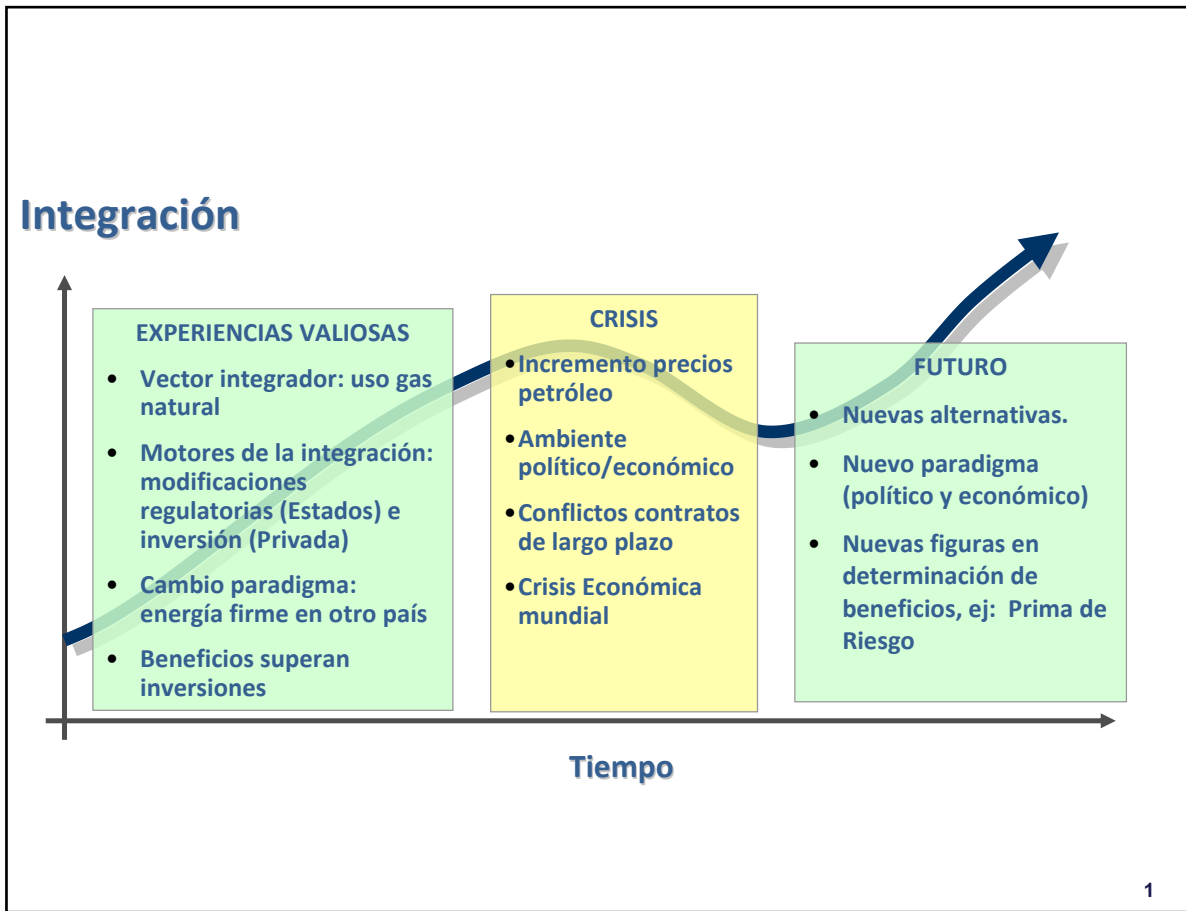 Integración
EXPERIENCIAS VALIOSAS
• Vector integrador: uso gas
natural
• Motores de la integración:
modificaciones
regulatorias (Estados) e
inversión (Privada)
• Cambio paradigma:
energía firme en otro país
• Beneficios superan
inversiones
CRISIS
•Incremento precios
petróleo
•Ambiente
político/económico
•Conflictos contratos
de largo plazo
•Crisis Económica
mundial
FUTURO
• Nuevas alternativas.
• Nuevo paradigma
(político y económico)
• Nuevas figuras en
determinación de
beneficios, ej: Prima de
Riesgo
Tiempo
1